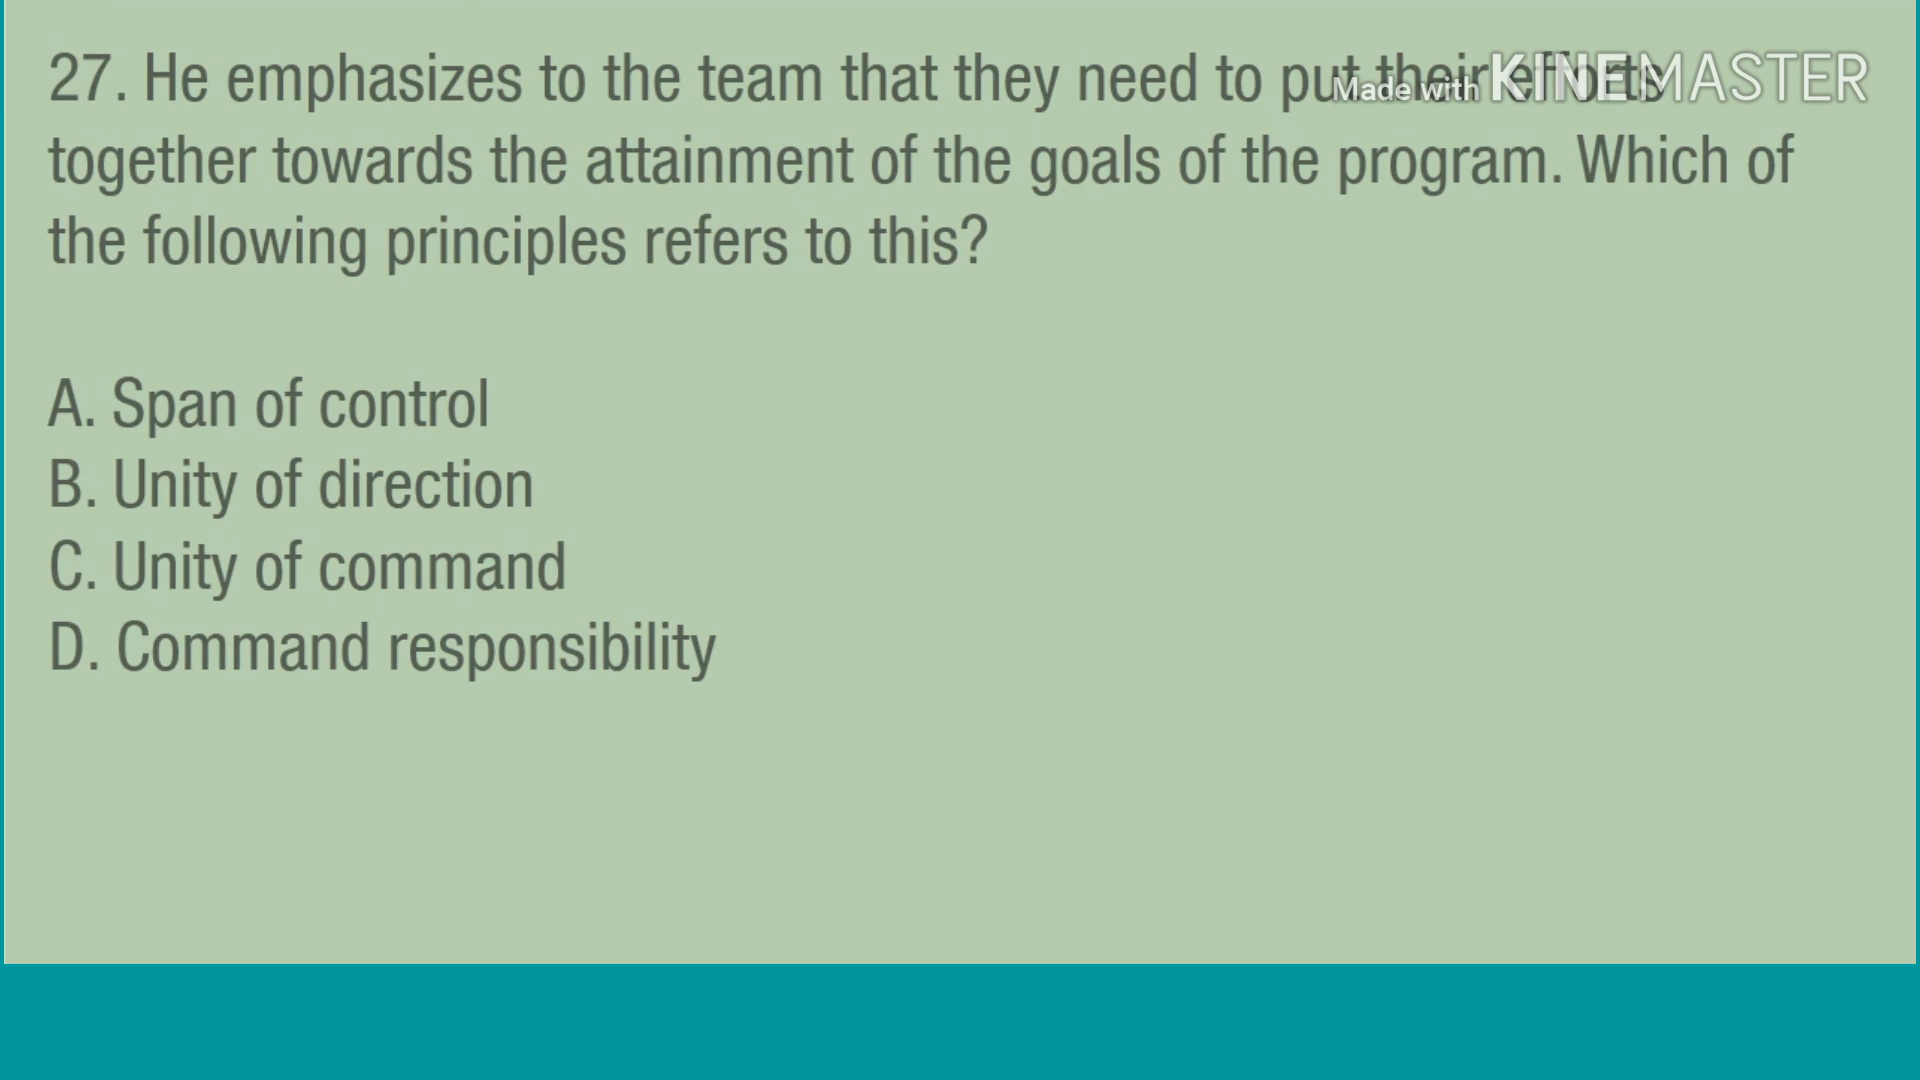 27. He emphasizes to the team that they need to put their efforts
Made with KINEMASTER
together towards the attainment of the goals of the program. Which of
the following principles refers to this?
A. Span of control
B. Unity of direction
C. Unity of command
D. Command responsibility